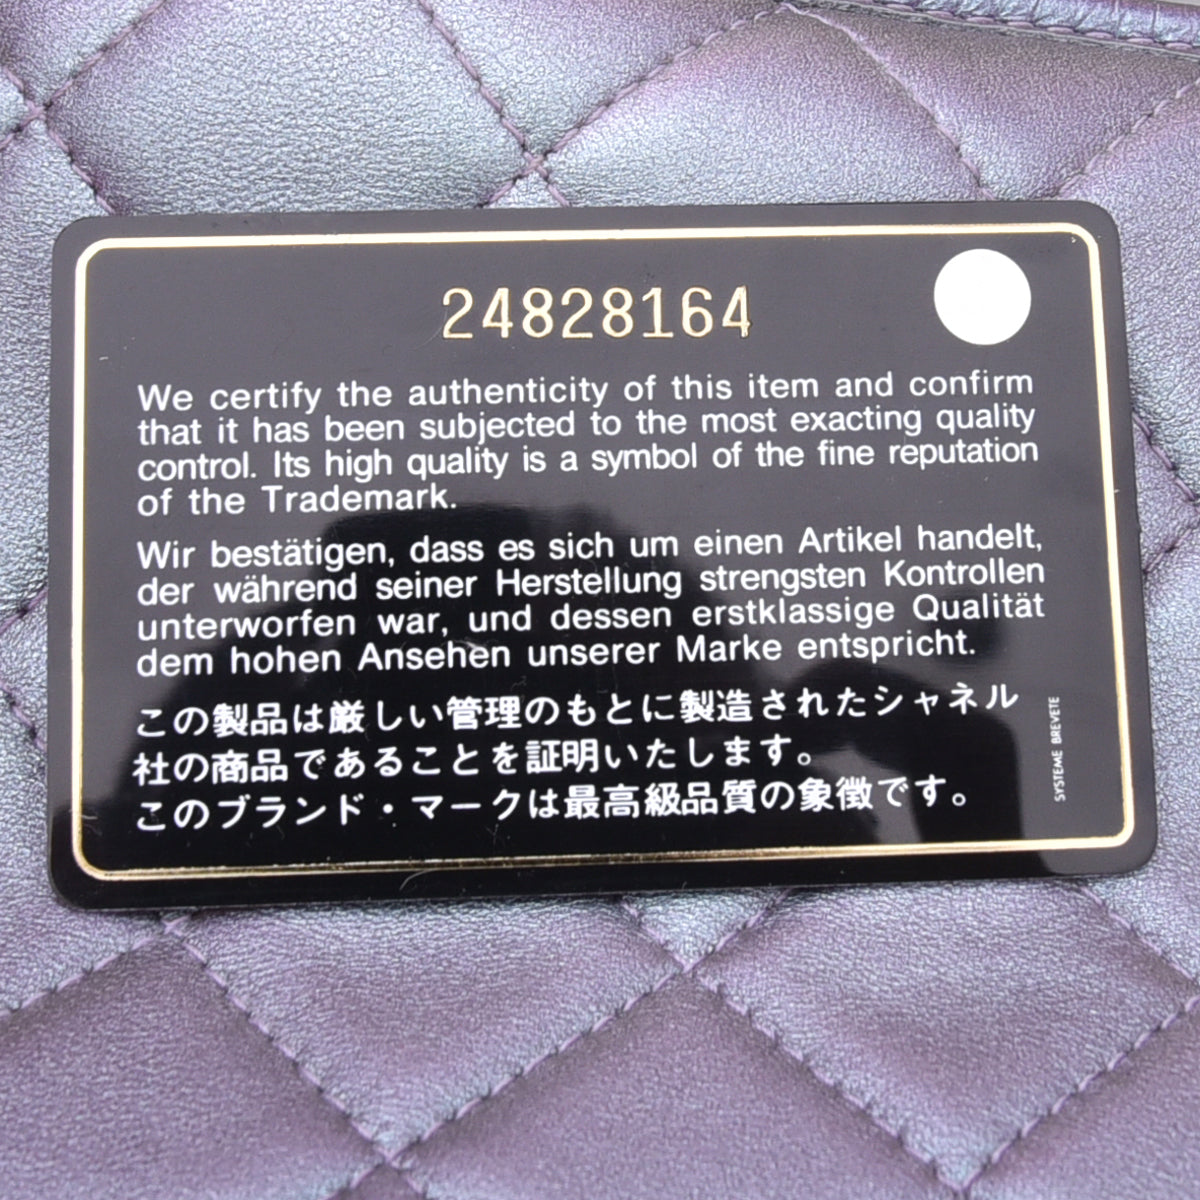 24828164
We certify the authenticity of this item and confirm
that it has been subjected to the most exacting quality
control. Its high quality is a symbol of the fine reputation
of the Trademark.
Wir bestätigen, dass es sich um einen Artikel handelt,
der während seiner Herstellung strengsten Kontrollen
unterworfen war, und dessen erstklassige Qualität
dem hohen Ansehen unserer Marke entspricht.
この製品は厳しい管理のもとに製造されたシャネル
社の商品であることを証明いたします。
このブランド・マークは最高級品質の象徴です。
SYSTEME BREVETE